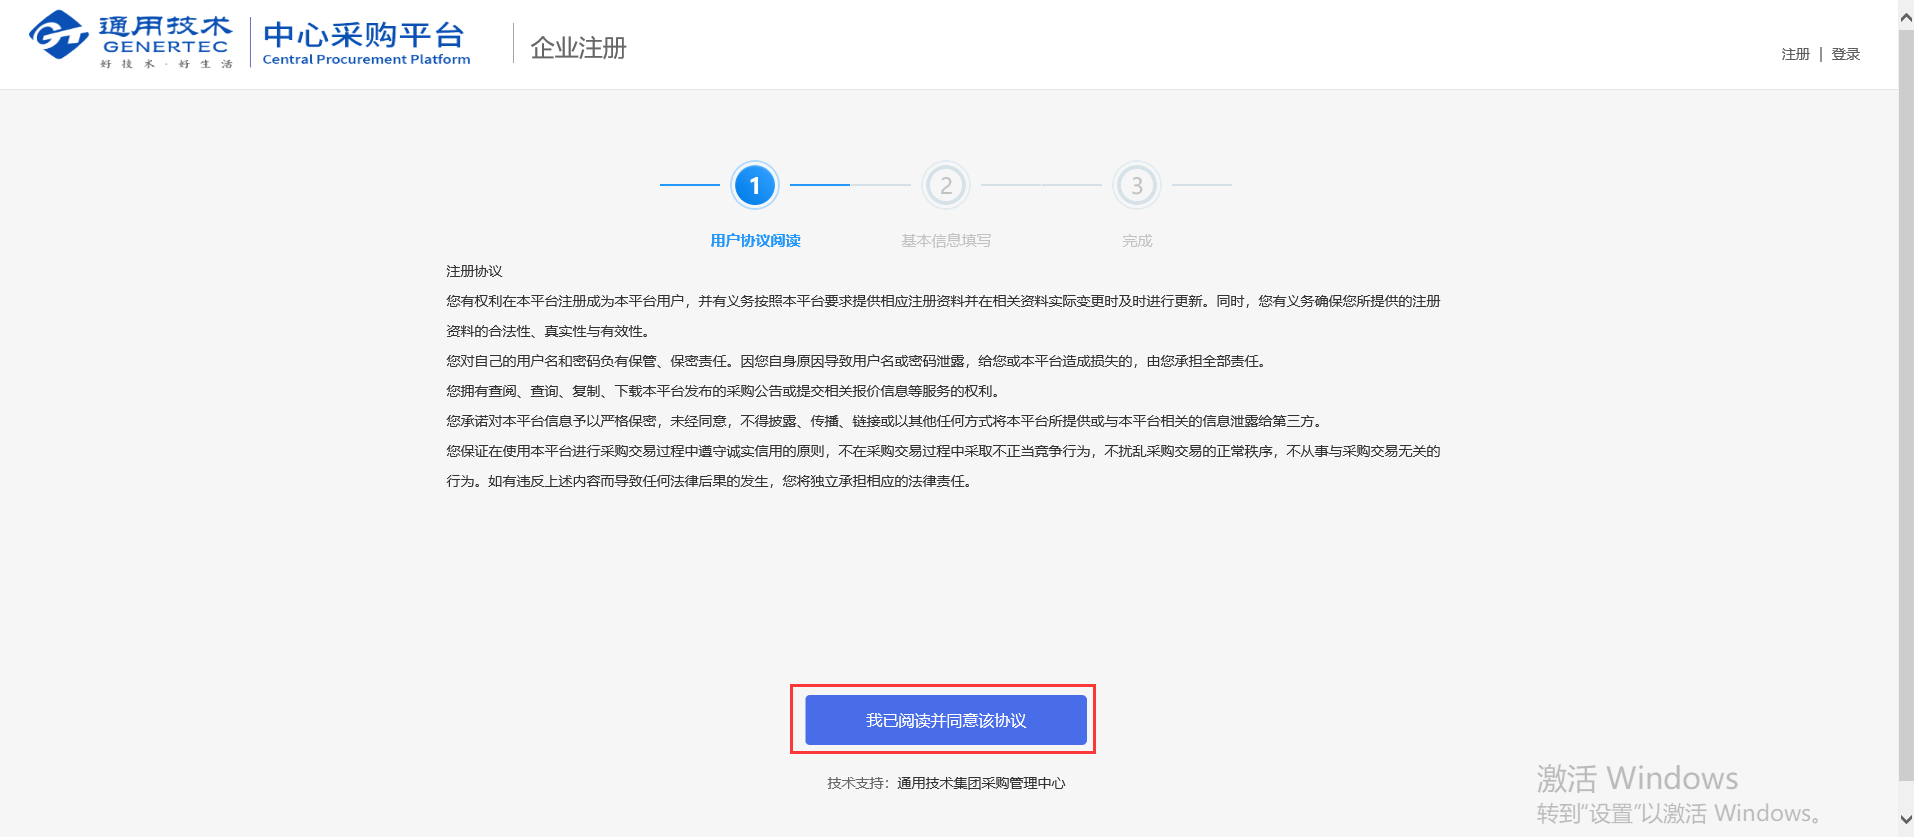 通用技术
GENERTEC
好 技 术 · 好 生 活
中心采购平台
Central Procurement Platform
企业注册
注册 | 登录
1
2
3
用户协议阅读
基本信息填写
完成
注册协议
您有权利在本平台注册成为本平台用户，并有义务按照本平台要求提供相应注册资料并在相关资料实际变更时及时进行更新。同时，您有义务确保您所提供的注册
资料的合法性、真实性与有效性。
您对自己的用户名和密码负有保管、保密责任。因您自身原因导致用户名或密码泄露，给您或本平台造成损失的，由您承担全部责任。
您拥有查阅、查询、复制、下载本平台发布的采购公告或提交相关报价信息等服务的权利。
您承诺对本平台信息予以严格保密，未经同意，不得披露、传播、链接或以其他任何方式将本平台所提供或与本平台相关的信息泄露给第三方。
您保证在使用本平台进行采购交易过程中遵守诚实信用的原则，不在采购交易过程中采取不正当竞争行为，不扰乱采购交易的正常秩序，不从事与采购交易无关的
行为。如有违反上述内容而导致任何法律后果的发生，您将独立承担相应的法律责任。
我已阅读并同意该协议
技术支持：通用技术集团采购管理中心
激活 Windows
转到“设置”以激活 Windows。